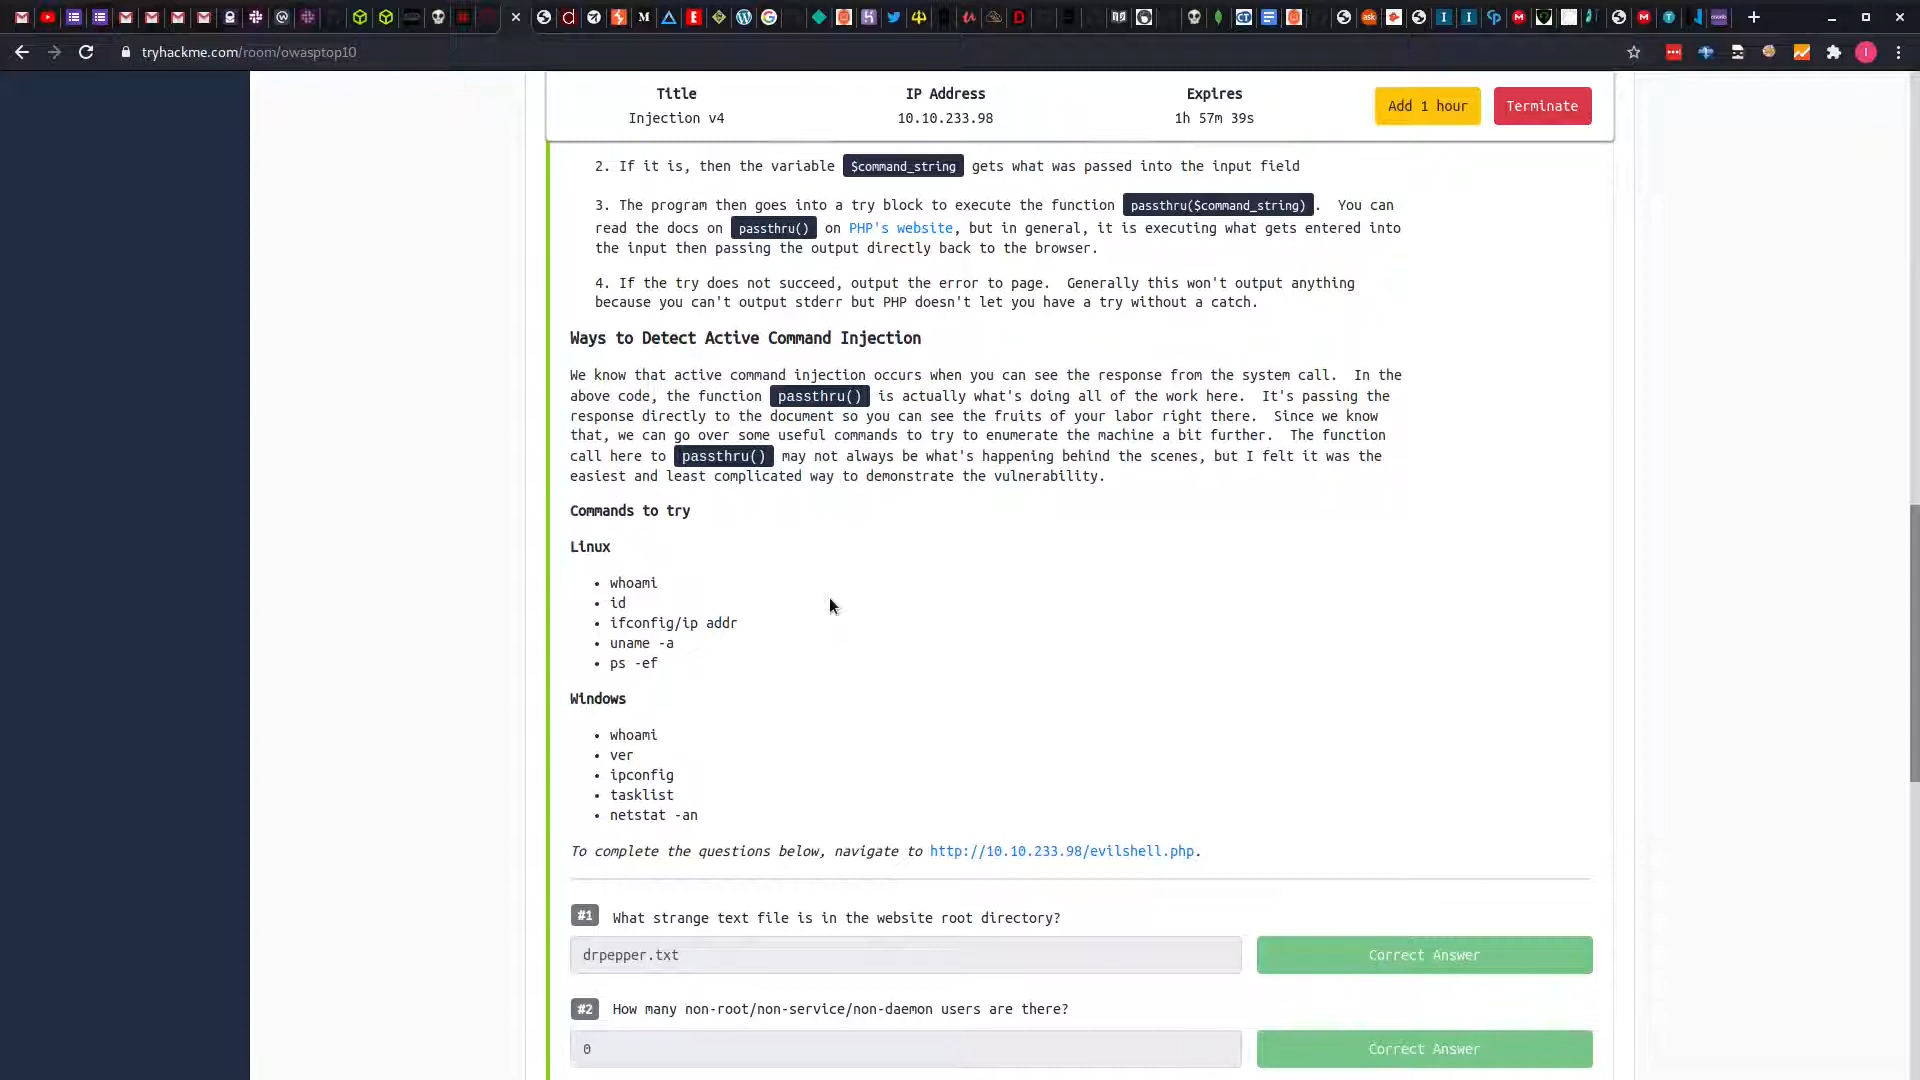 tryhackme.com/room/owasptop10
Title IP Address Expires
Injection v4 10.10.233.98 1h 57m 39s
Add 1 hour
Terminate
2. If it is, then the variable $command_string gets what was passed into the input field
3. The program then goes into a try block to execute the function passthru($command_string). You can
read the docs on passthru() on PHP's website, but in general, it is executing what gets entered into
the input then passing the output directly back to the browser.
4. If the try does not succeed, output the error to page. Generally this won't output anything
because you can't output stderr but PHP doesn't let you have a try without a catch.
Ways to Detect Active Command Injection
We know that active command injection occurs when you can see the response from the system call. In the
above code, the function passthru() is actually what's doing all of the work here. It's passing the
response directly to the document so you can see the fruits of your labor right there. Since we know
that, we can go over some useful commands to try to enumerate the machine a bit further. The function
call here to passthru() may not always be what's happening behind the scenes, but I felt it was the
easiest and least complicated way to demonstrate the vulnerability.
Commands to try
Linux
• whoami
• id
• ifconfig/ip addr
• uname -a
• ps -ef
Windows
• whoami
• ver
• ipconfig
• tasklist
• netstat -an
To complete the questions below, navigate to http://10.10.233.98/evilshell.php.
#1 What strange text file is in the website root directory?
drpepper.txt Correct Answer
#2 How many non-root/non-service/non-daemon users are there?
0 Correct Answer